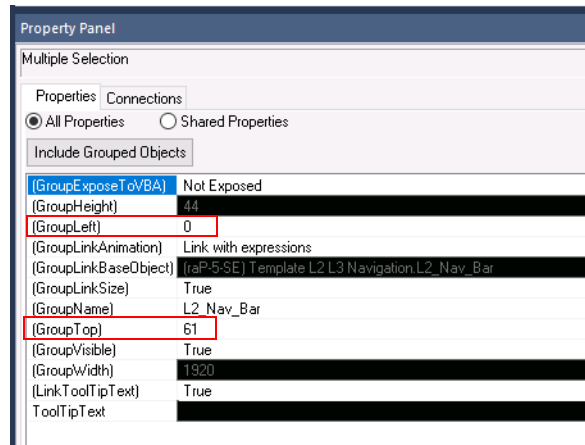 Property Panel
Multiple Selection
Properties Connections
All Properties Shared Properties
Include Grouped Objects
(GroupExposeToVBA) Not Exposed
(GroupHeight) 44
(GroupLeft) 0
(GroupLinkAnimation) Link with expressions
(GroupLinkBaseObject) (raP-5-SE) Template L2 L3 Navigation.L2_Nav_Bar
(GroupLinkSize) True
(GroupName) L2_Nav_Bar
(GroupTop) 61
(GroupVisible) True
(GroupWidth) 1920
(LinkToolTipText) True
ToolTipText